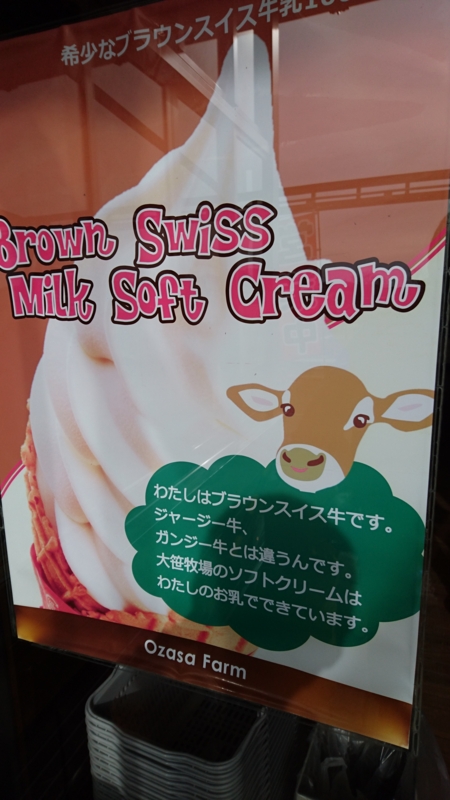 希少なブラウンスイス牛乳100
Brown Swiss
Milk Soft Cream
わたしはブラウンスイス牛です。
ジャージー牛、
ガンジー牛とは違うんです。
大笹牧場のソフトクリームは
わたしのお乳でできています。
Ozasa Farm